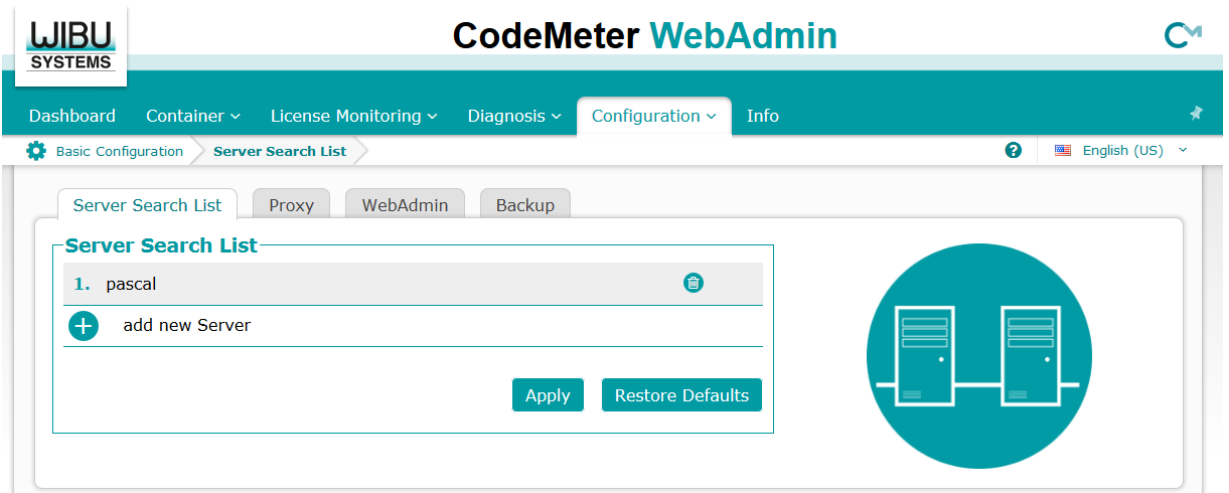 WIBU
SYSTEMS
CodeMeter WebAdmin
CM
Dashboard Container License Monitoring Diagnosis Configuration Info
Basic Configuration Server Search List English (US)
Server Search List Proxy WebAdmin Backup
Server Search List
1. pascal
add new Server
Apply Restore Defaults